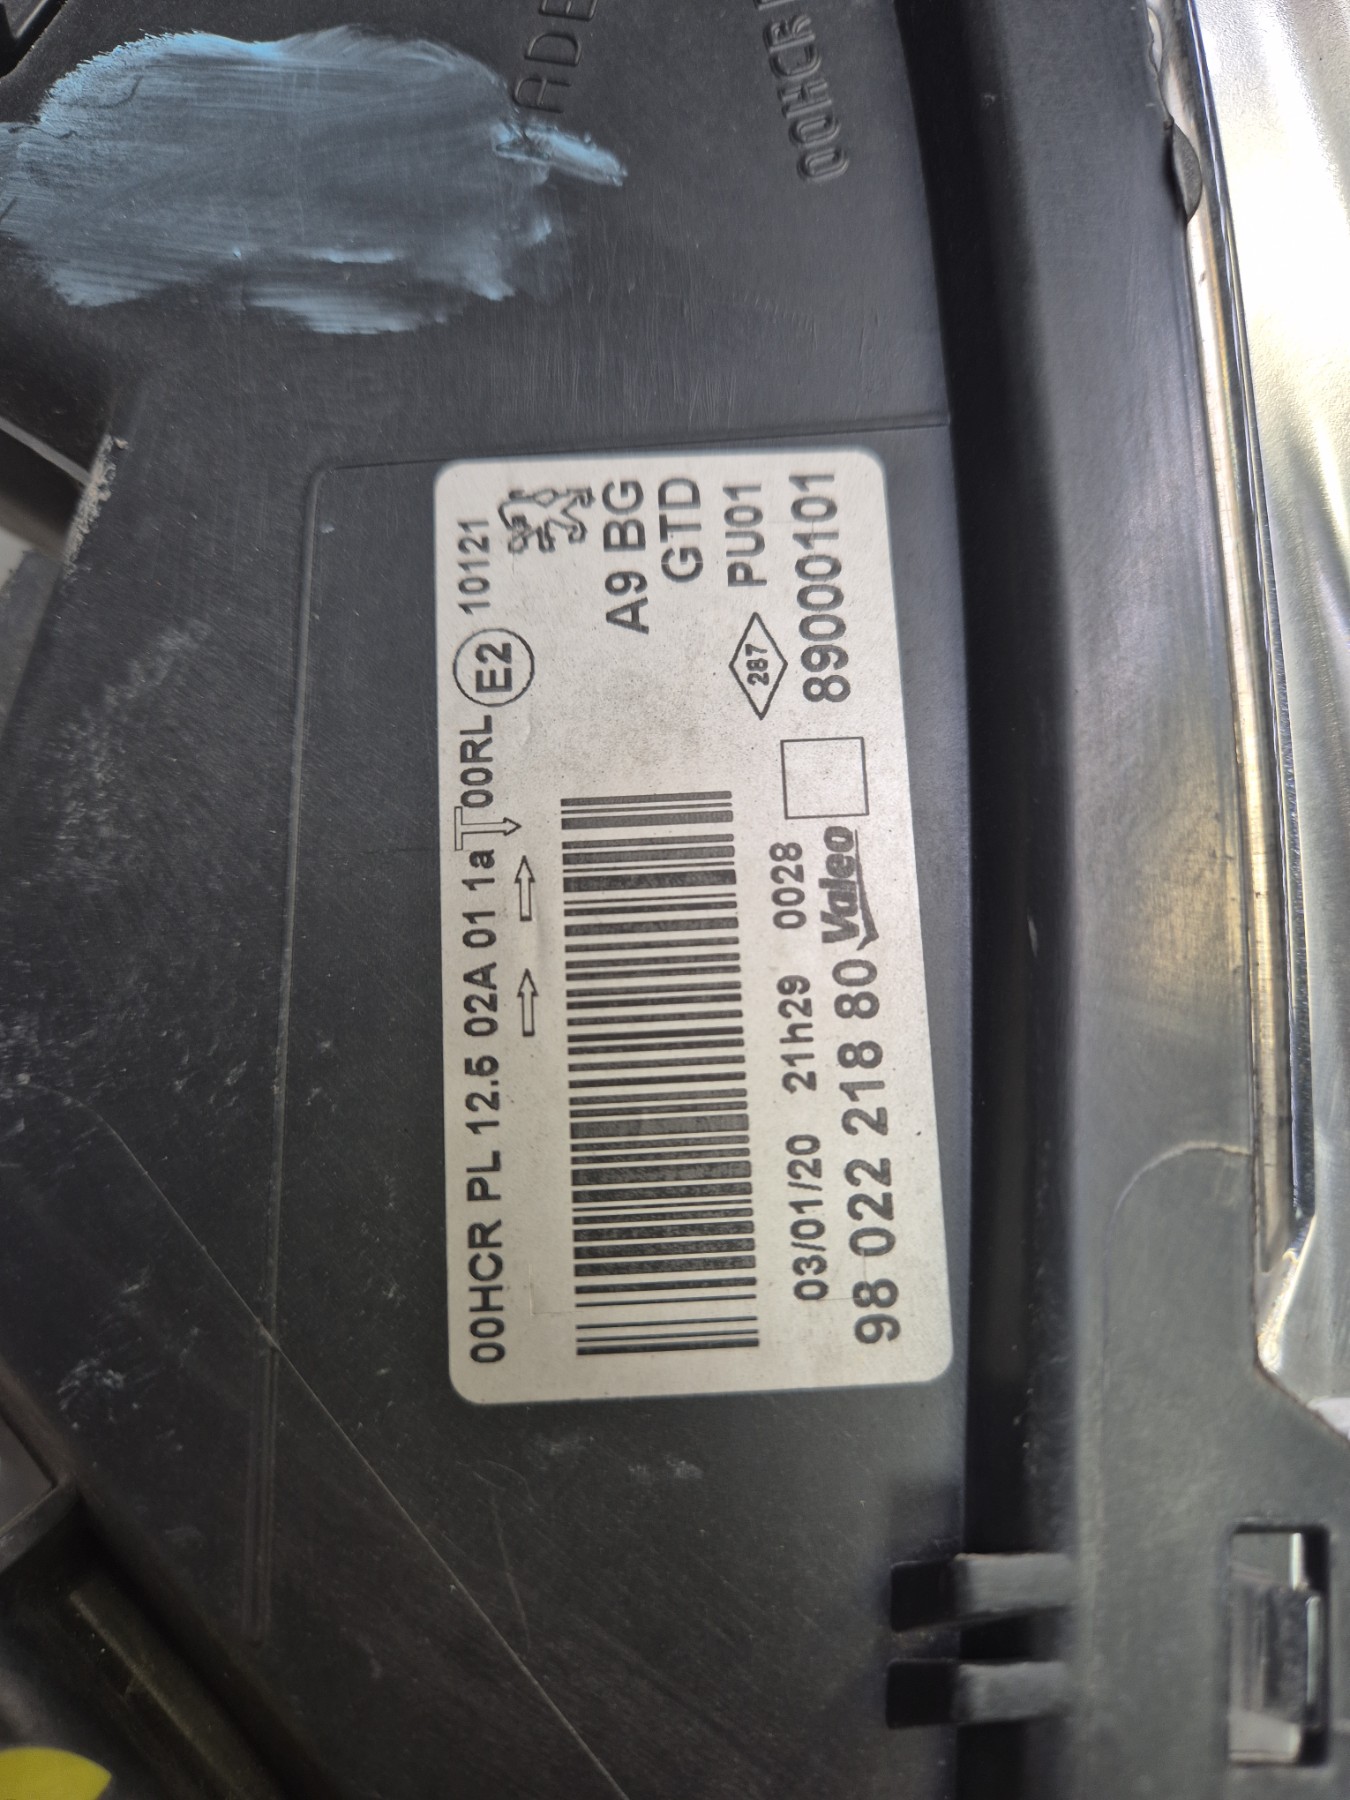 00HCR PL 12.5 02A 01 1a T 00RL E2 10121
A9 BG
GTD
287 PU01
03/01/20 21h29 0028
98 022 218 80 Valeo 89000101
00HCR